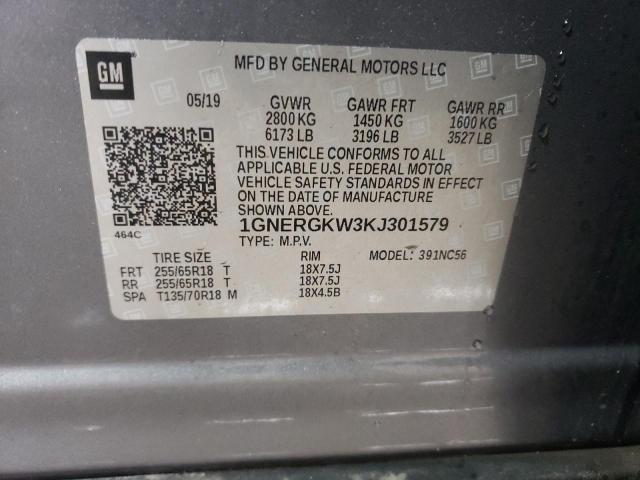 GM
MFD BY GENERAL MOTORS LLC
05/19 GVWR GAWR FRT GAWR RR
2800 KG 1450 KG 1600 KG
6173 LB 3196 LB 3527 LB
THIS VEHICLE CONFORMS TO ALL
APPLICABLE U.S. FEDERAL MOTOR
VEHICLE SAFETY STANDARDS IN EFFECT
ON THE DATE OF MANUFACTURE
SHOWN ABOVE.
464C
1GNERGKW3KJ301579
TYPE: M.P.V. MODEL: 391NC56
TIRE SIZE RIM
FRT 255/65R18 T 18X7.5J
RR 255/65R18 T 18X7.5J
SPA T135/70R18 M 18X4.5B